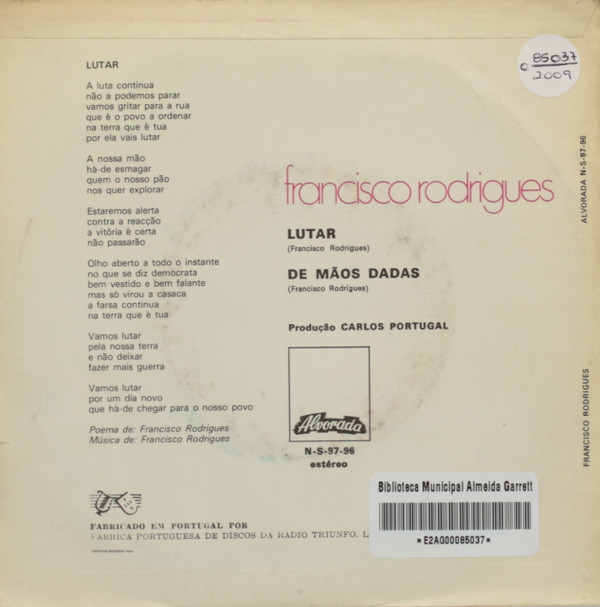 LUTAR
A luta continua
não a podemos parar
vamos gritar para a rua
que è o povo a ordenar
na terra que è tua
por ela vais lutar
A nossa mão
hà-de esmagar
quem o nosso pão
nos quer explorar
Estaremos alerta
contra a reacção
a vitória è certa
não passarão
Olho aberto a todo o instante
no que se diz democrata
bem vestido e bem falante
mas só virou a casaca
a farsa continua
na terra que è tua
Vamos lutar
pela nossa terra
e não deixar
fazer mais guerra
Vamos lutar
por um dia novo
que hà-de chegar para o nosso povo
Poema de: Francisco Rodrigues
Música de: Francisco Rodrigues
FABRICADO EM PORTUGAL POR
FABRICA PORTUGUESA DE DISCOS DA RADIO TRIUNFO, L
85037
2009
francisco rodrigues
LUTAR
(Francisco Rodrigues)
DE MÃOS DADAS
(Francisco Rodrigues)
Produção CARLOS PORTUGAL
Alvorada
N-S-97-96
estéreo
Biblioteca Municipal Almeida Garrett
*E2AG00085037*
ALVORADA N-S-97-96
FRANCISCO RODRIGUES